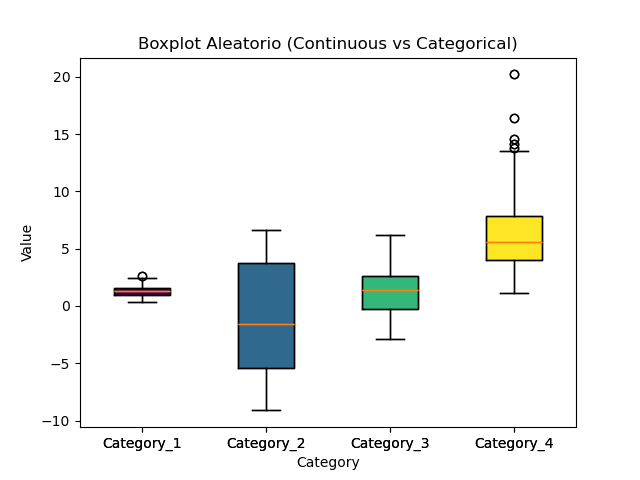 Boxplot Aleatorio (Continuous vs Categorical)
20
15
10
5
0
−5
−10
Value
Category_1 Category_2 Category_3 Category_4
Category